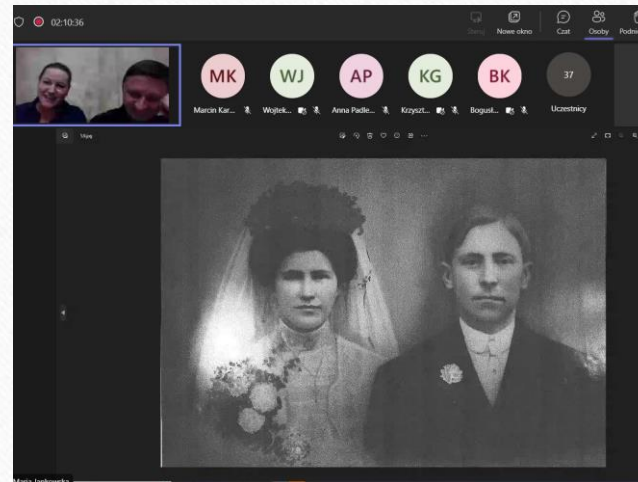 02:10:36
Nowe okno
Czat
Osoby
MK
WJ
AP
KG
BK
37
Marcin Kar...
Wojtek...
Anna Padle...
Krzyszt...
Bogusł...
Uczestnicy
Maria Jankowska